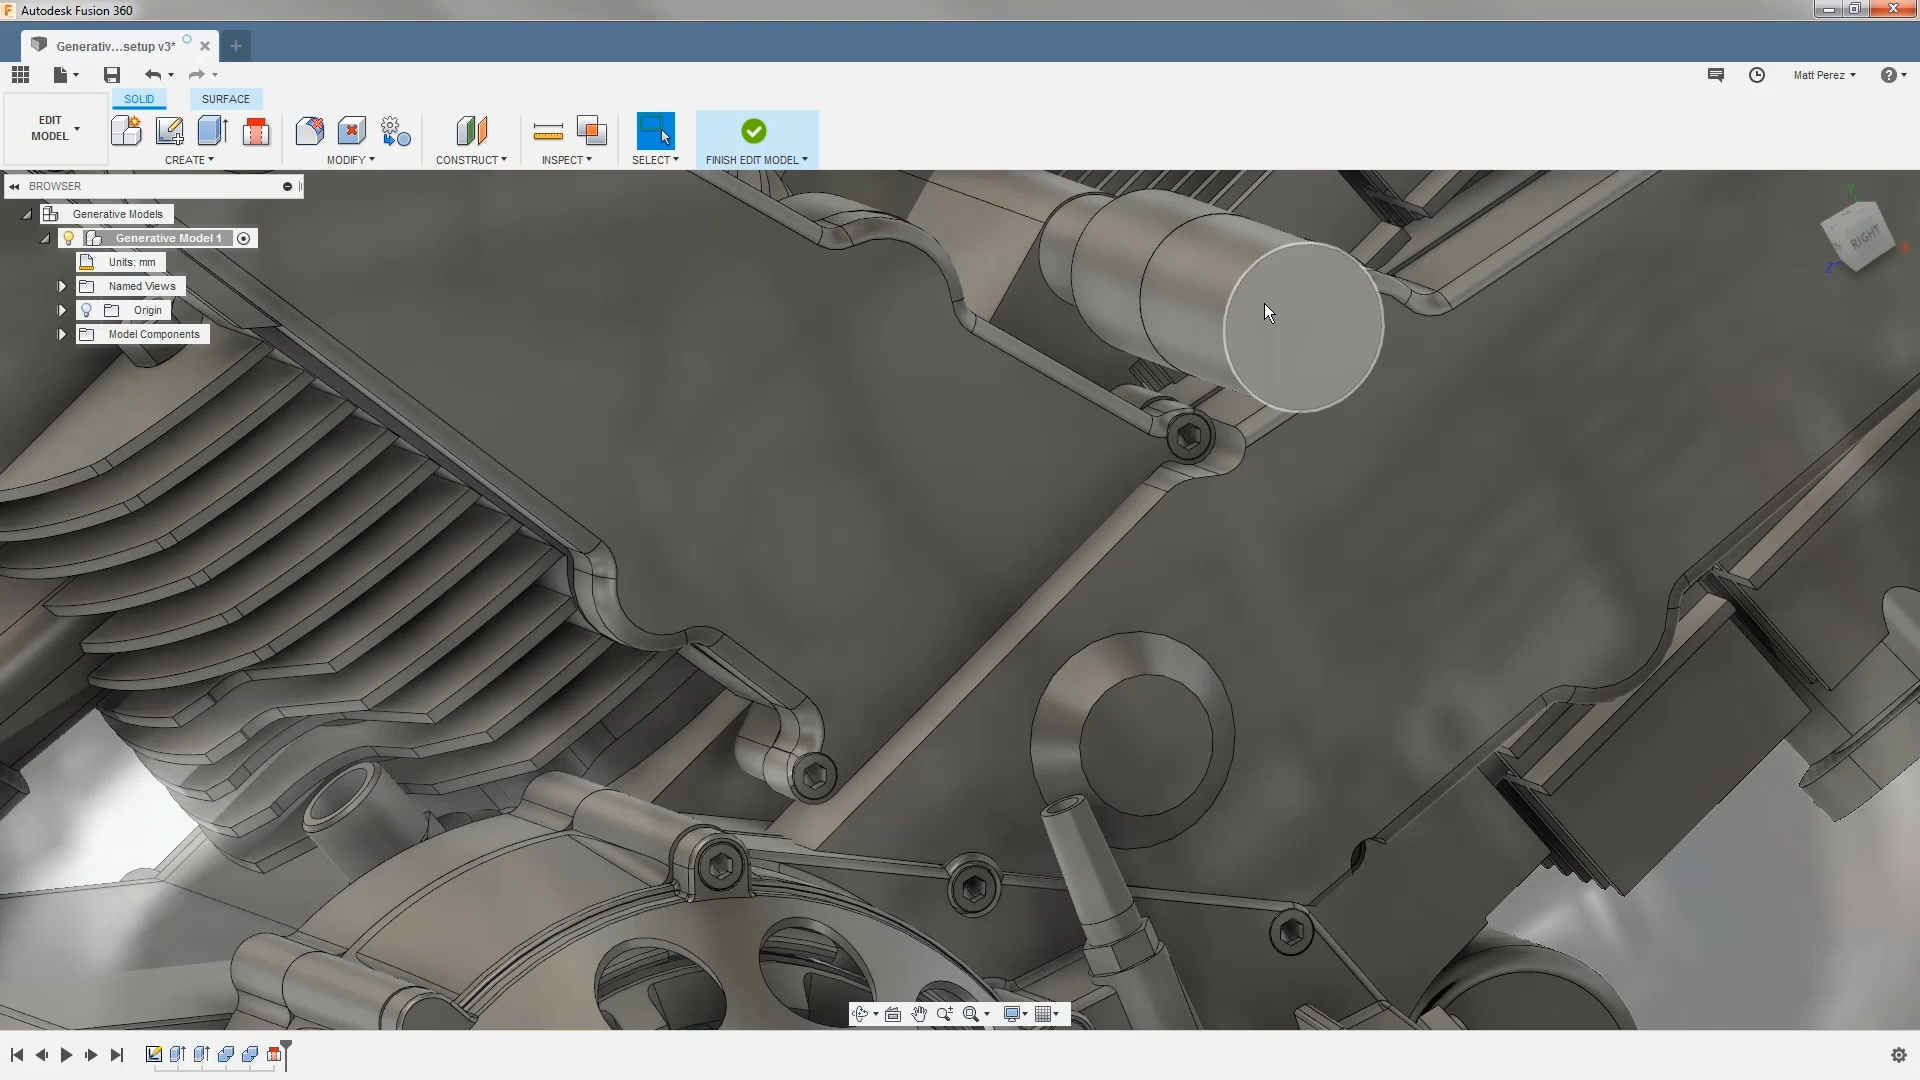 Autodesk Fusion 360
Generativ...setup v3*
Matt Perez
SOLID
SURFACE
EDIT
MODEL
CREATE
MODIFY
CONSTRUCT
INSPECT
SELECT
FINISH EDIT MODEL
BROWSER
Generative Models
Generative Model 1
Units: mm
Named Views
Origin
Model Components
Y
RIGHT
Z
X